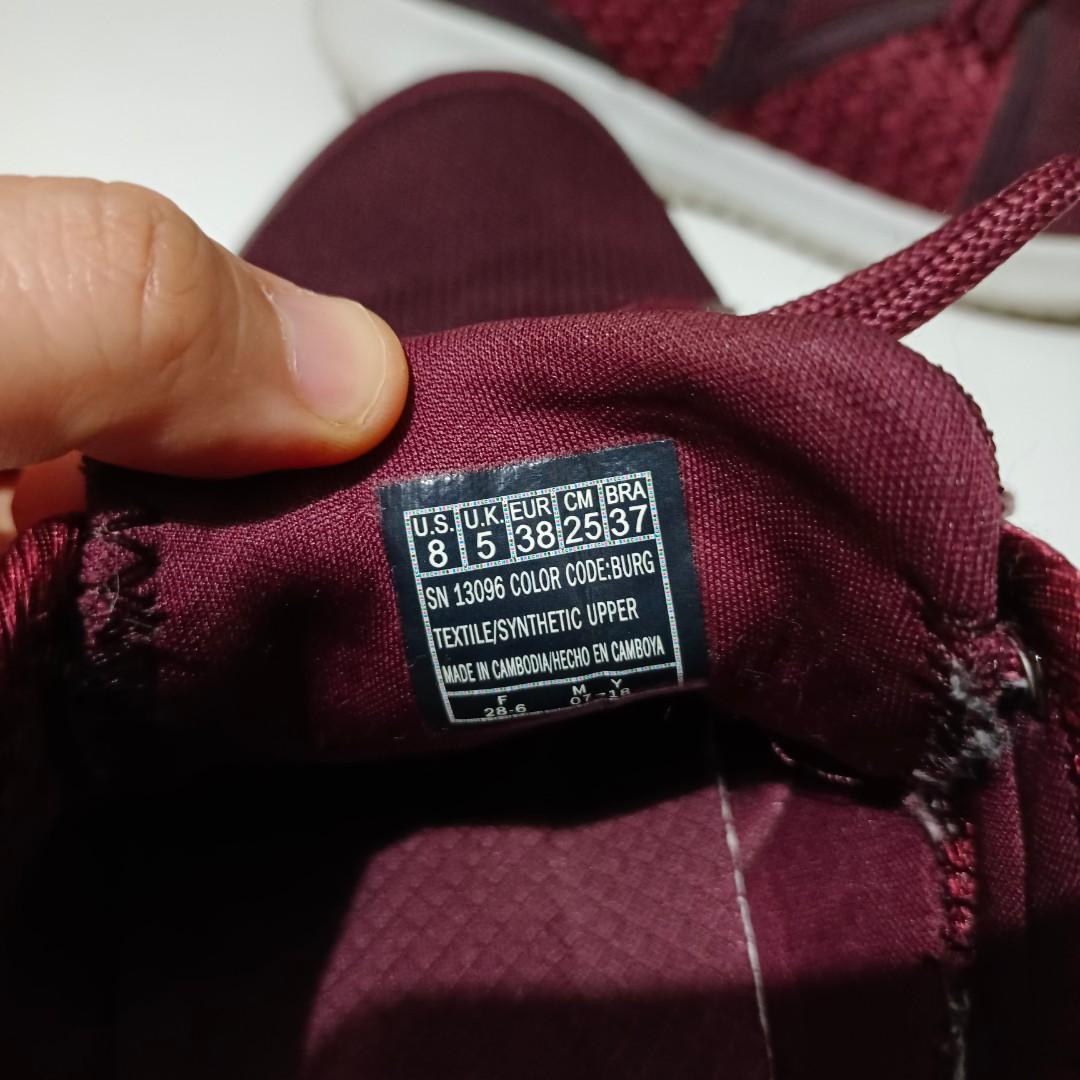 U.S. U.K. EUR CM BRA
8 5 38 25 37
SN 13096 COLOR CODE:BURG
TEXTILE/SYNTHETIC UPPER
MADE IN CAMBODIA/HECHO EN CAMBOYA
F M Y
28-6 07-18